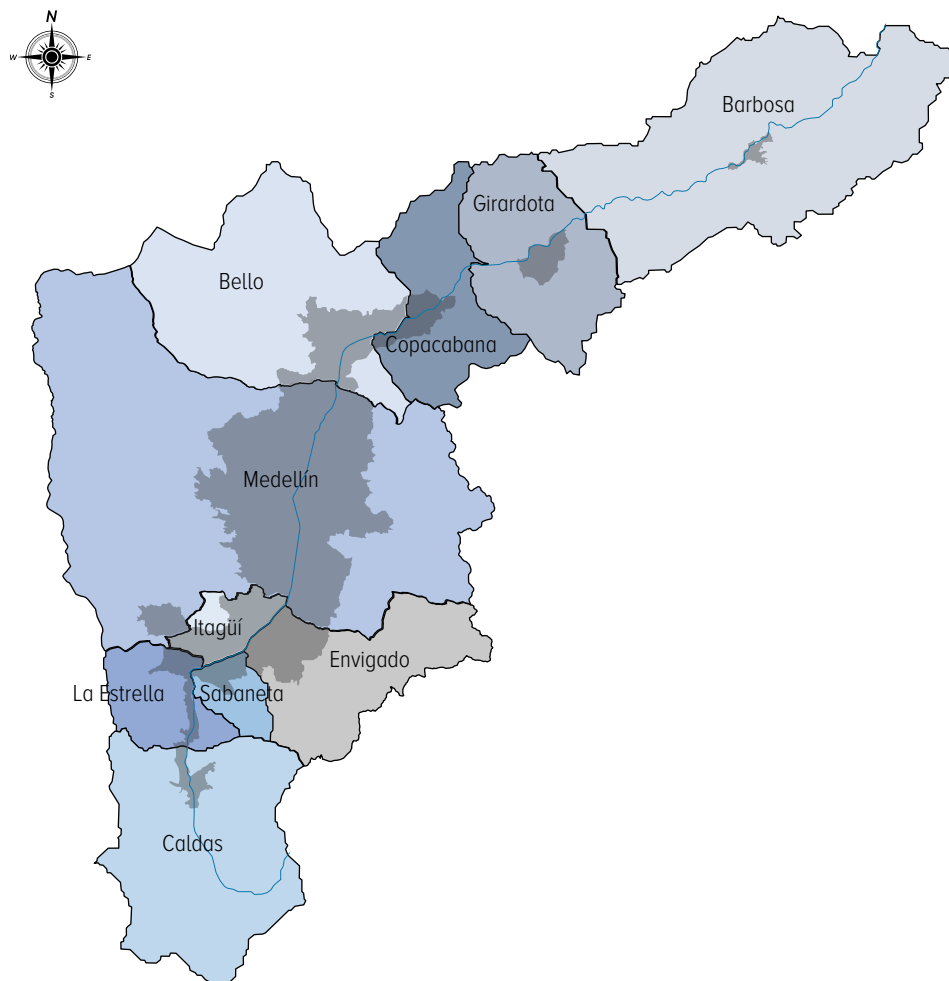 N
W
E
S
Barbosa
Girardota
Bello
Copacabana
Medellín
Itagüí
Envigado
La Estrella
Sabaneta
Caldas